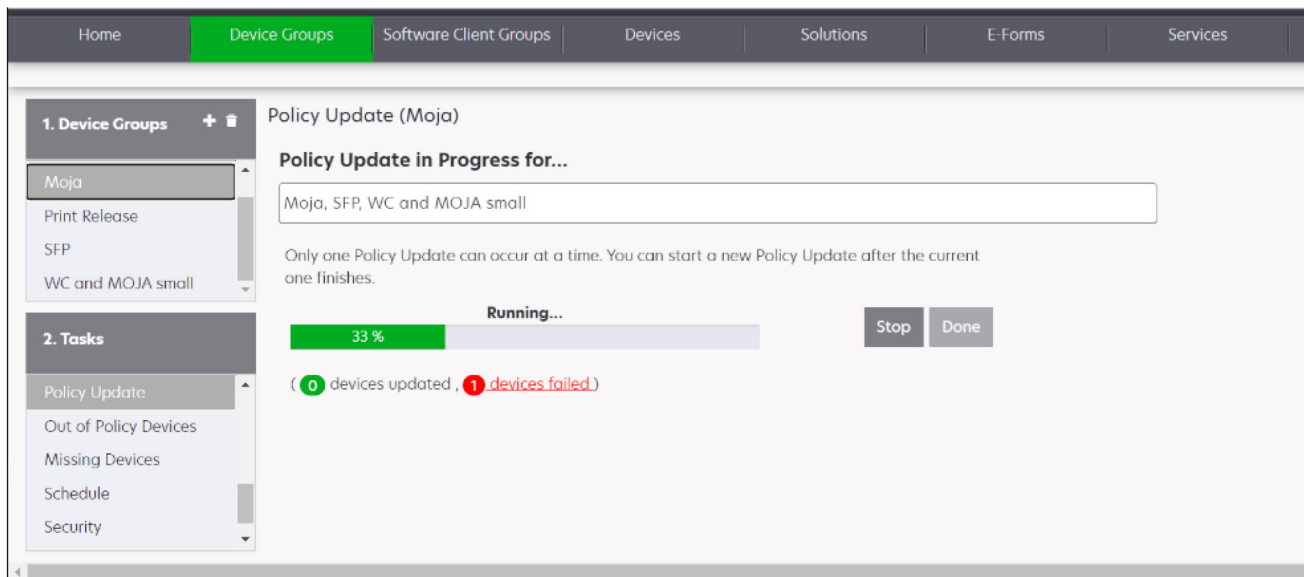 Home Device Groups Software Client Groups Devices Solutions E-Forms Services
1. Device Groups
Moja
Print Release
SFP
WC and MOJA small
2. Tasks
Policy Update
Out of Policy Devices
Missing Devices
Schedule
Security
Policy Update (Moja)
Policy Update in Progress for...
Moja, SFP, WC and MOJA small
Only one Policy Update can occur at a time. You can start a new Policy Update after the current
one finishes.
Running...
33 %
Stop Done
( 0 devices updated , 1 devices failed )